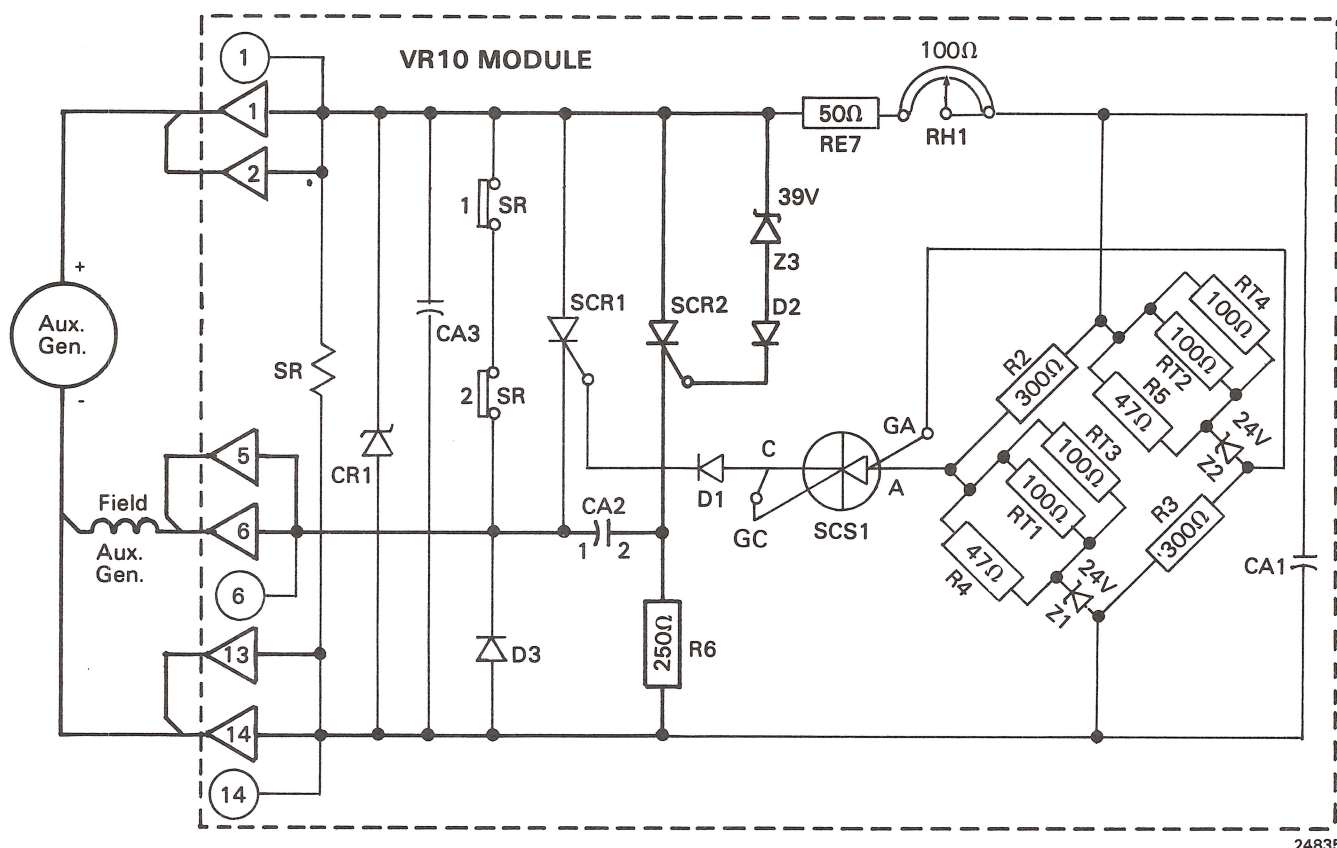 1
VR10 MODULE
100Ω
1
50Ω
RE7
RH1
2
39V
1
SR
Z3
+
RT4
100Ω
SCR1
SCR2
D2
Aux.
Gen.
CA3
RT2
100Ω
R2
300Ω
SR
R5
47Ω
-
2
SR
GA
24V
Z2
RT3
100Ω
5
C
A
RT1
100Ω
CR1
D1
R3
300Ω
Field
CA2
SCS1
6
1
2
GC
R4
47Ω
24V
Z1
CA1
Aux.
Gen.
6
13
D3
250Ω
R6
14
14
24835